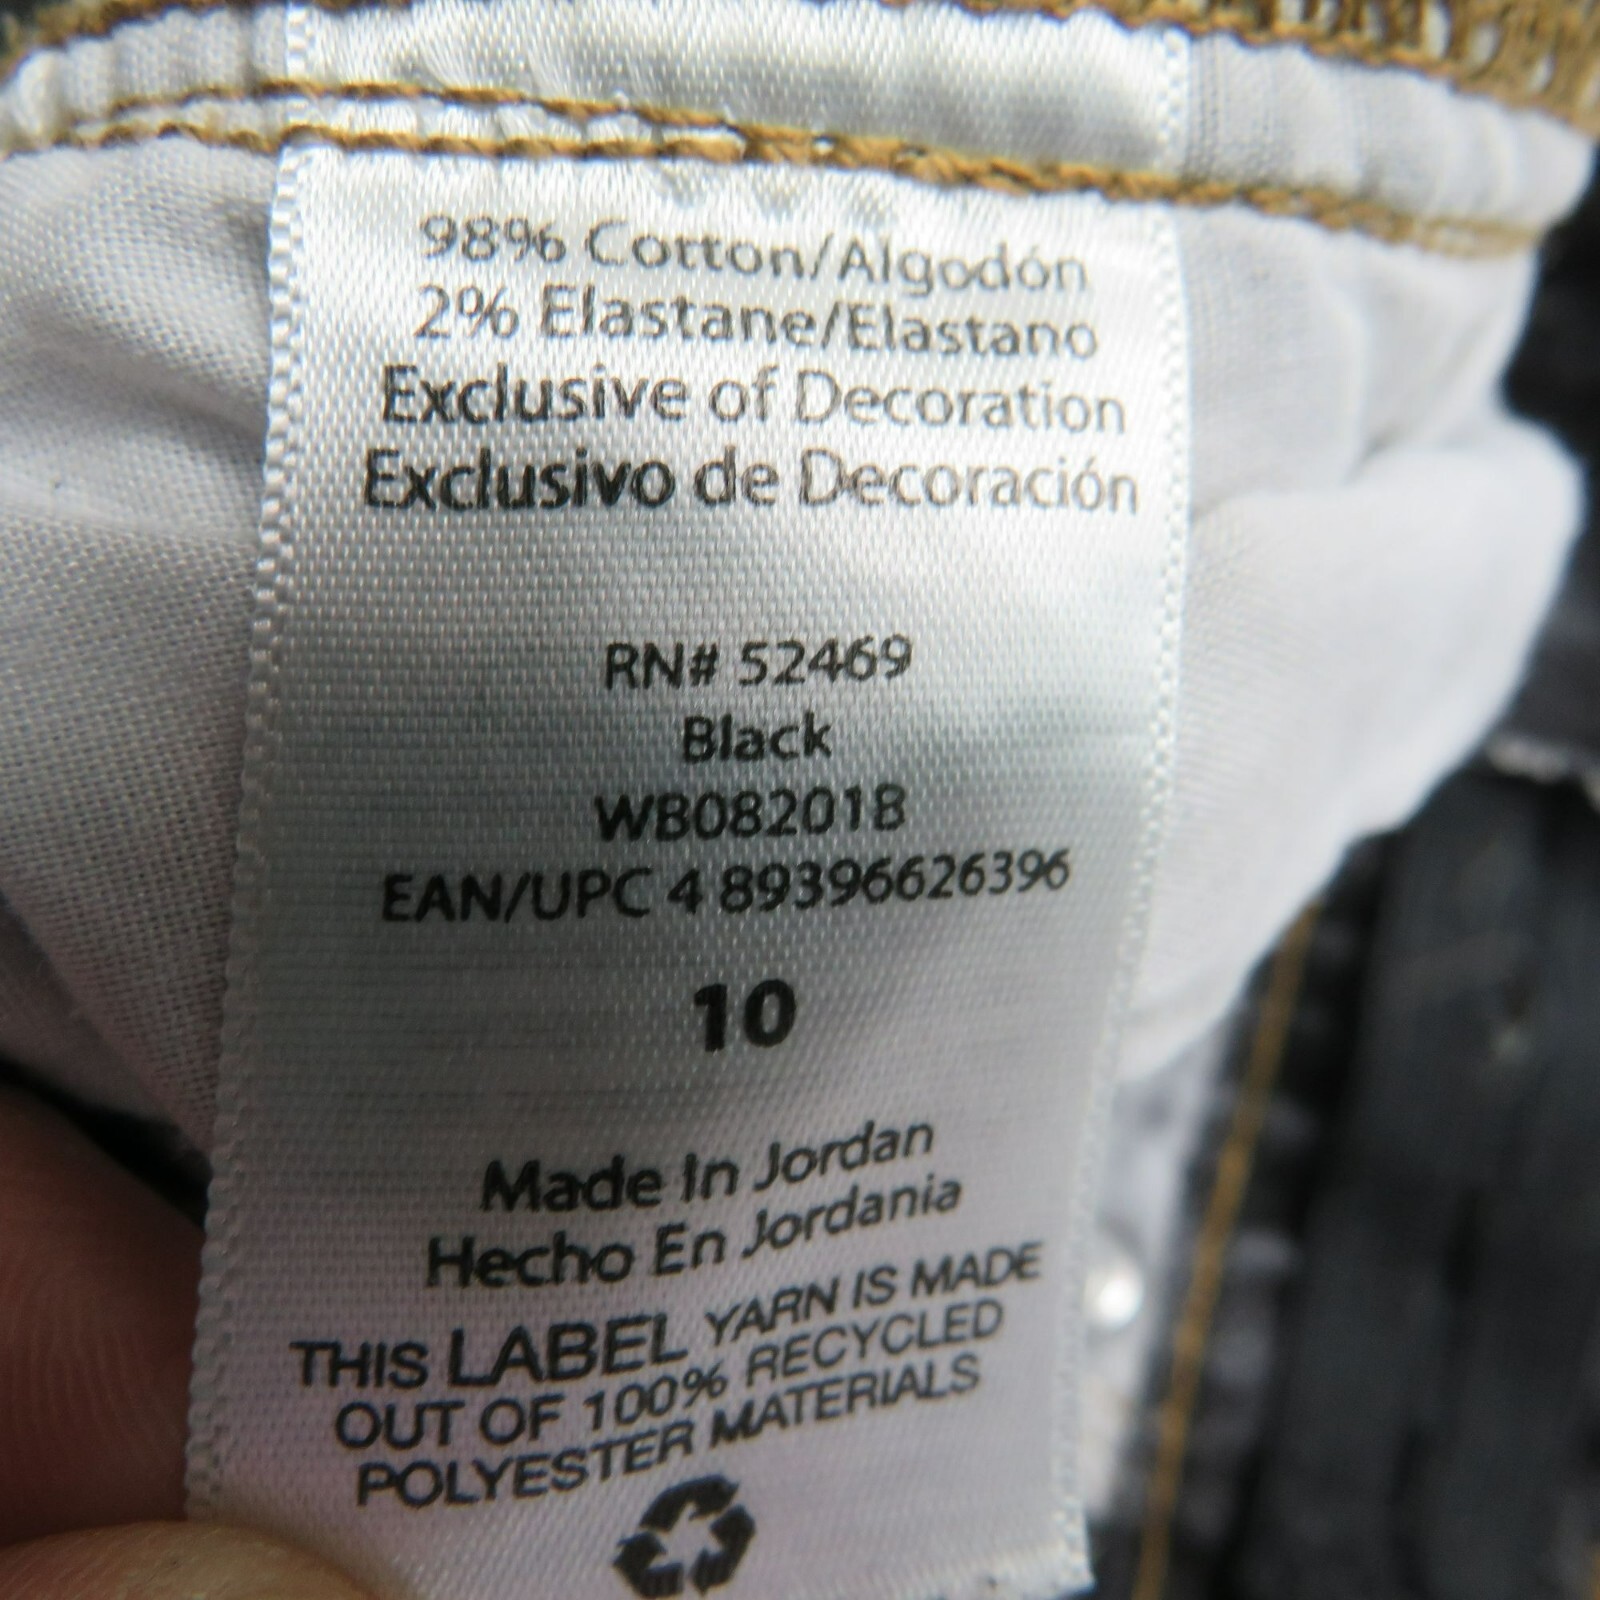 98% Cotton/Algodón
2% Elastane/Elastano
Exclusive of Decoration
Exclusivo de Decoración
RN# 52469
Black
WB08201B
EAN/UPC 4 89396626396
10
Made In Jordan
Hecho En Jordania
THIS LABEL YARN IS MADE
OUT OF 100% RECYCLED
POLYESTER MATERIALS